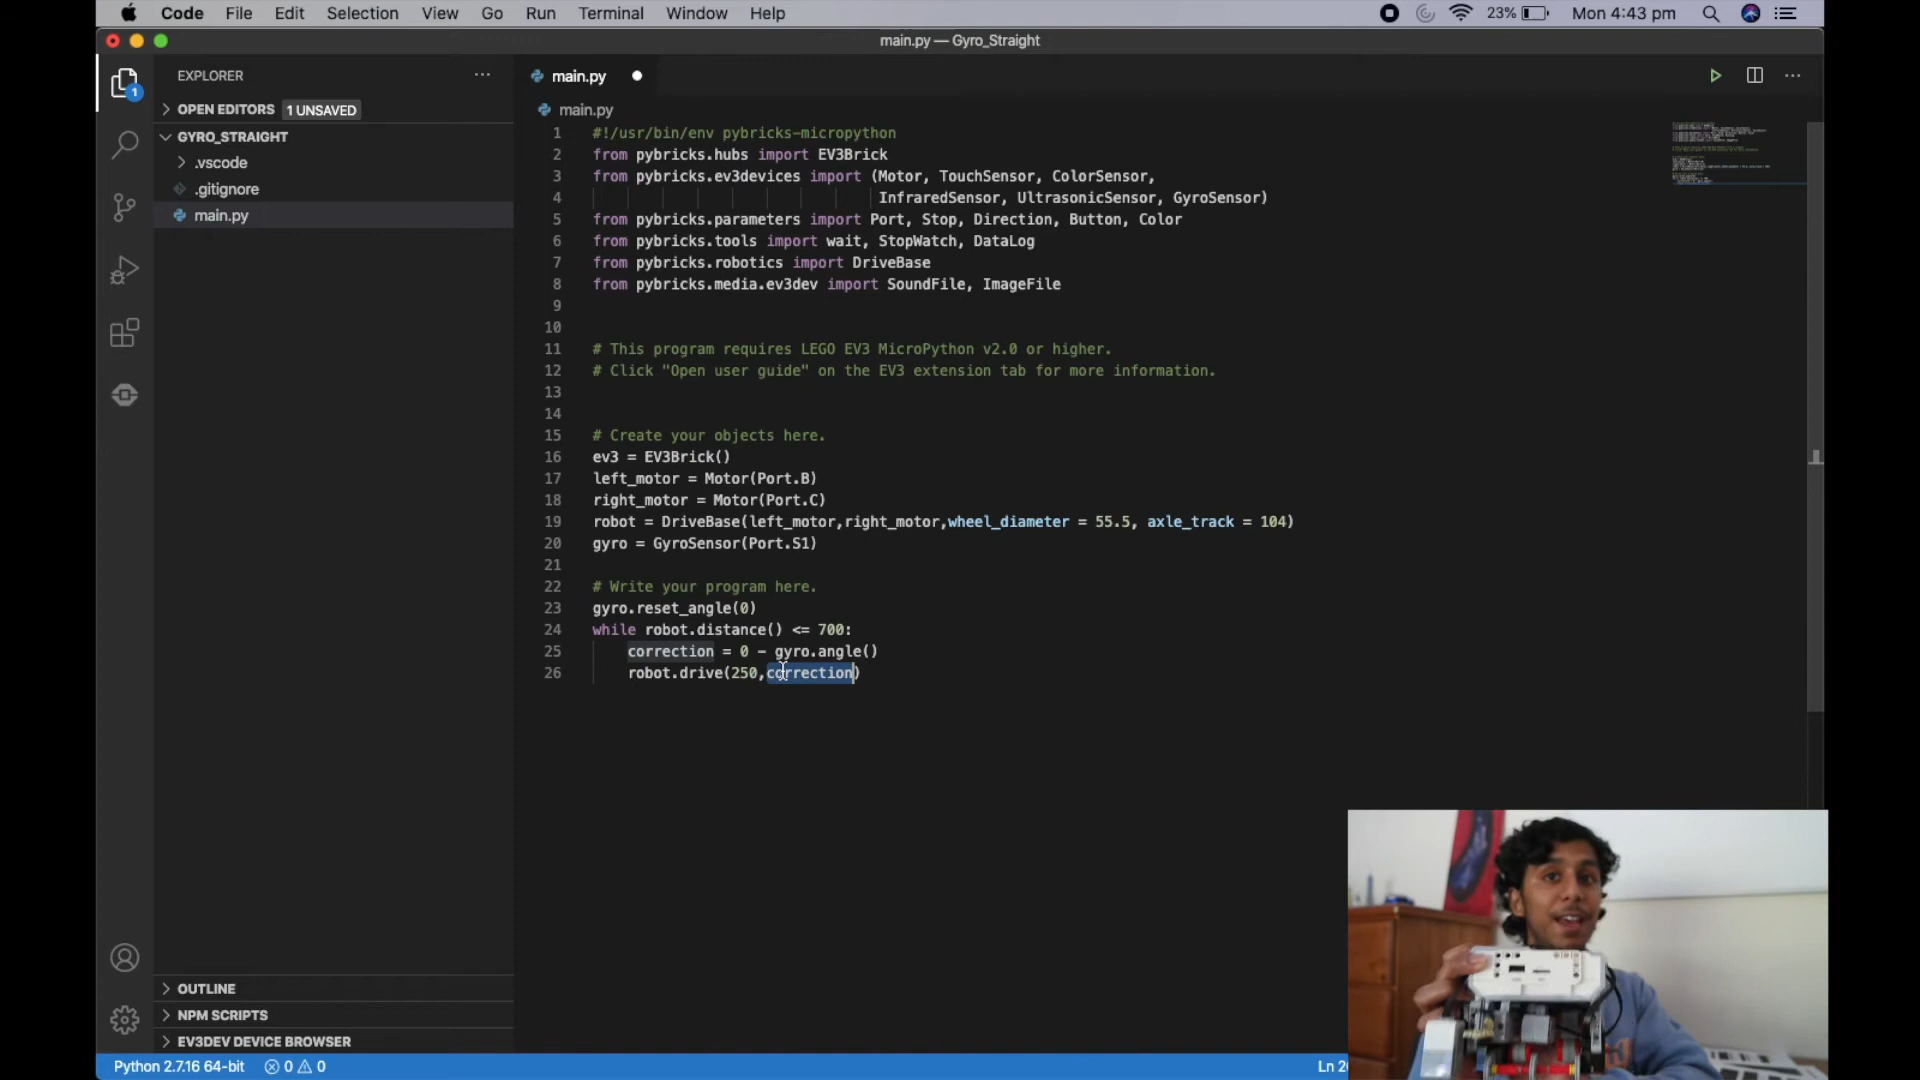 Code File Edit Selection View Go Run Terminal Window Help 23% Mon 4:43 pm
main.py — Gyro_Straight
EXPLORER
main.py
1
OPEN EDITORS 1 UNSAVED
main.py
GYRO_STRAIGHT
.vscode
.gitignore
main.py
1 #!/usr/bin/env pybricks-micropython
2 from pybricks.hubs import EV3Brick
3 from pybricks.ev3devices import (Motor, TouchSensor, ColorSensor,
4 InfraredSensor, UltrasonicSensor, GyroSensor)
5 from pybricks.parameters import Port, Stop, Direction, Button, Color
6 from pybricks.tools import wait, StopWatch, DataLog
7 from pybricks.robotics import DriveBase
8 from pybricks.media.ev3dev import SoundFile, ImageFile
9
10
11 # This program requires LEGO EV3 MicroPython v2.0 or higher.
12 # Click "Open user guide" on the EV3 extension tab for more information.
13
14
15 # Create your objects here.
16 ev3 = EV3Brick()
17 left_motor = Motor(Port.B)
18 right_motor = Motor(Port.C)
19 robot = DriveBase(left_motor,right_motor,wheel_diameter = 55.5, axle_track = 104)
20 gyro = GyroSensor(Port.S1)
21
22 # Write your program here.
23 gyro.reset_angle(0)
24 while robot.distance() <= 700:
25 correction = 0 - gyro.angle()
26 robot.drive(250,correction)
OUTLINE
NPM SCRIPTS
EV3DEV DEVICE BROWSER
Python 2.7.16 64-bit 0 0 Ln